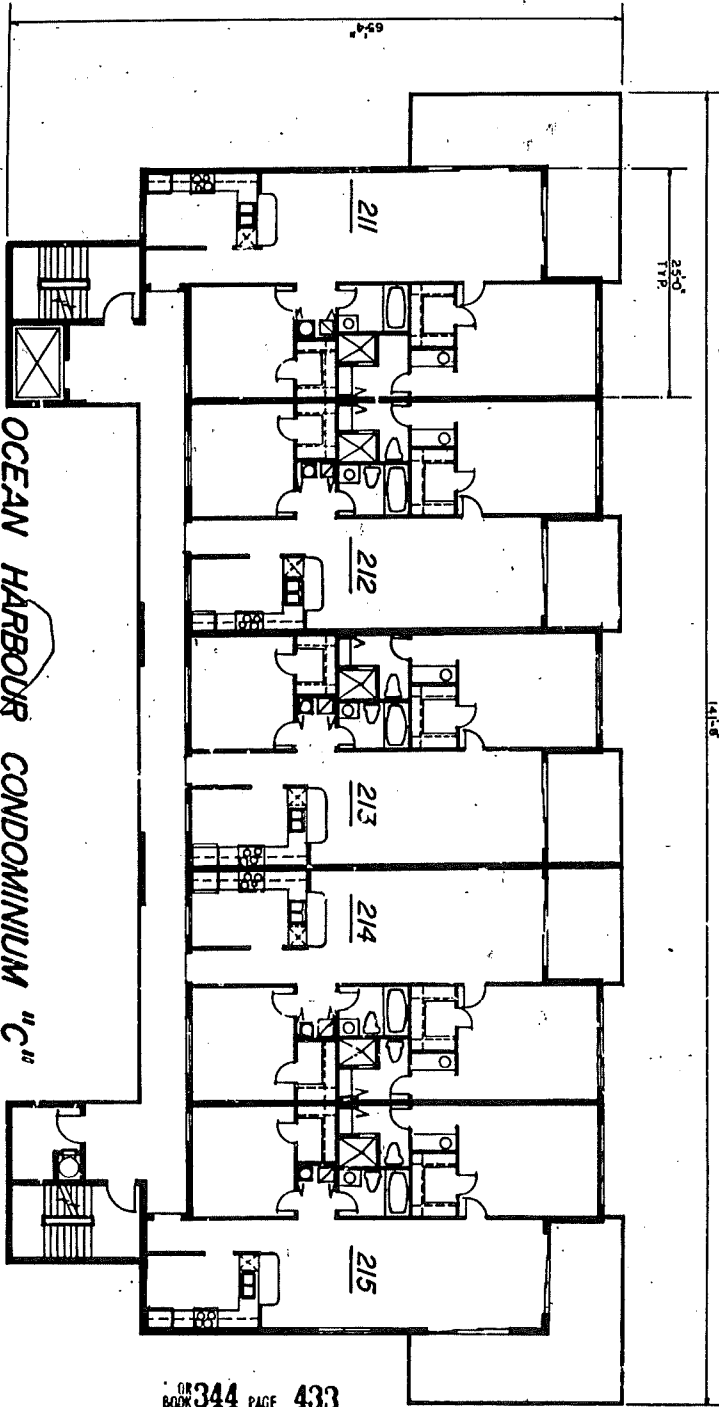 65'-4"
25'-0"
TYP.
141'-8"
211
212
213
214
215
OCEAN HARBOUR CONDOMINIUM "C"
OR
BOOK 344 PAGE 433